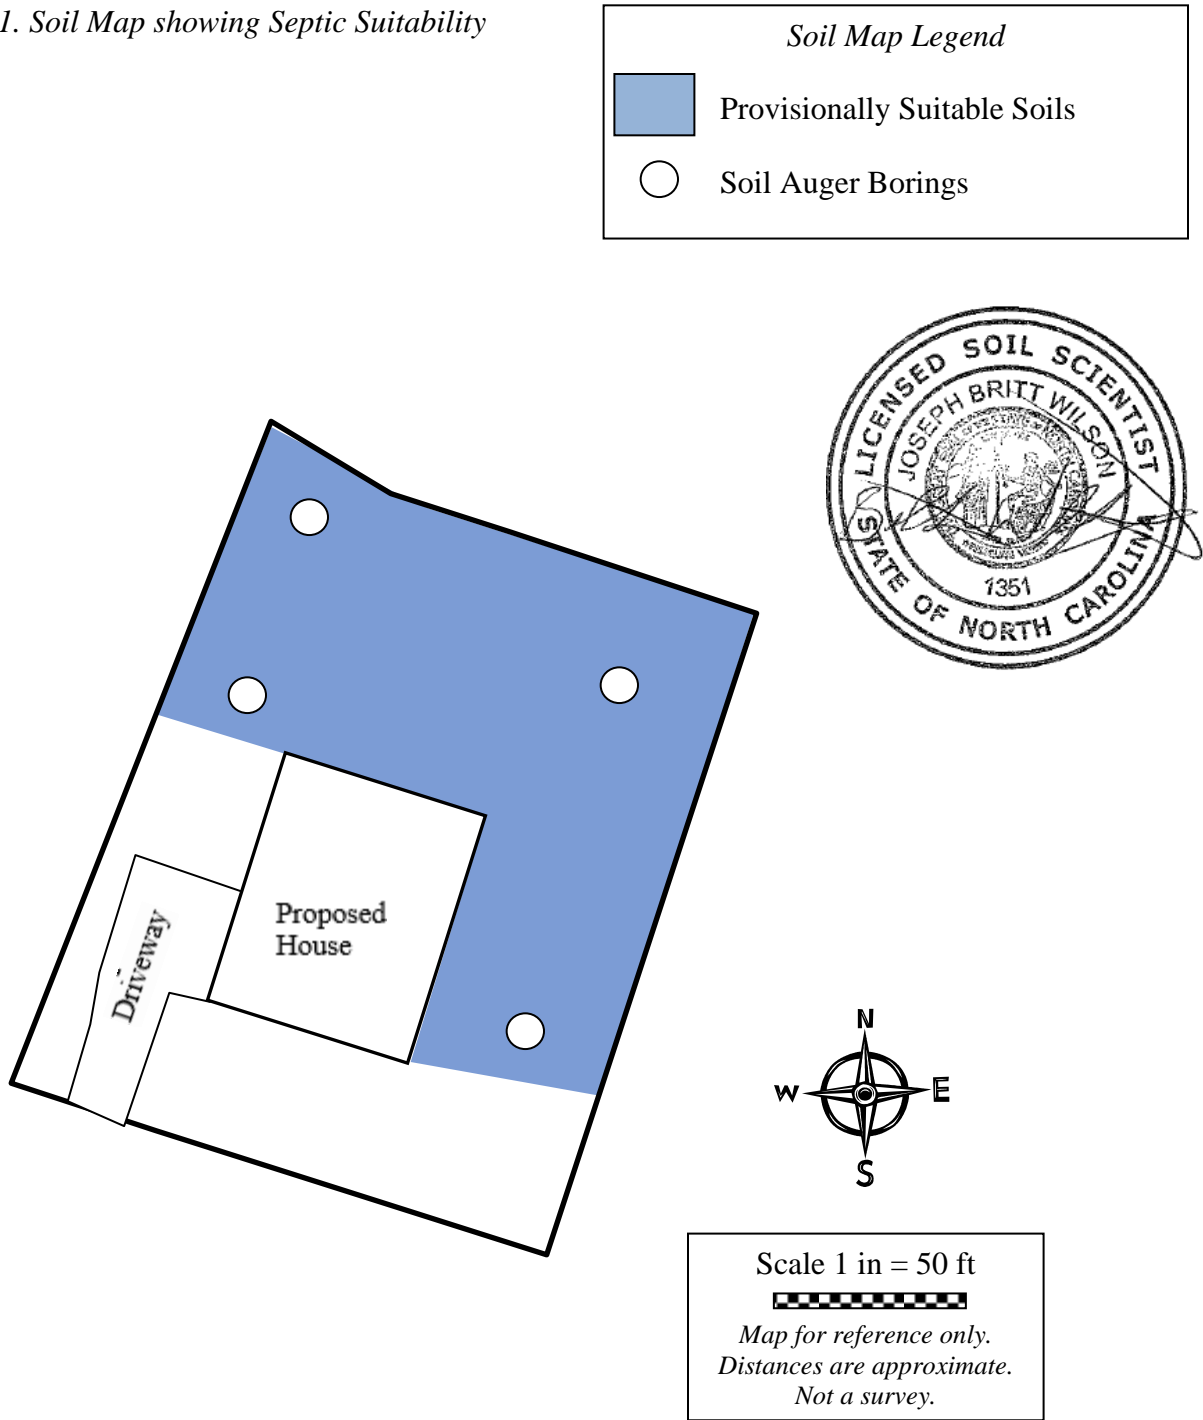 1. Soil Map showing Septic Suitability
Soil Map Legend
Provisionally Suitable Soils
Soil Auger Borings
LICENSED SOIL SCIENTIST
JOSEPH BRITT WILSON
1351
STATE OF NORTH CAROLINA
Proposed
House
Driveway
N
W
E
S
Scale 1 in = 50 ft
Map for reference only.
Distances are approximate.
Not a survey.